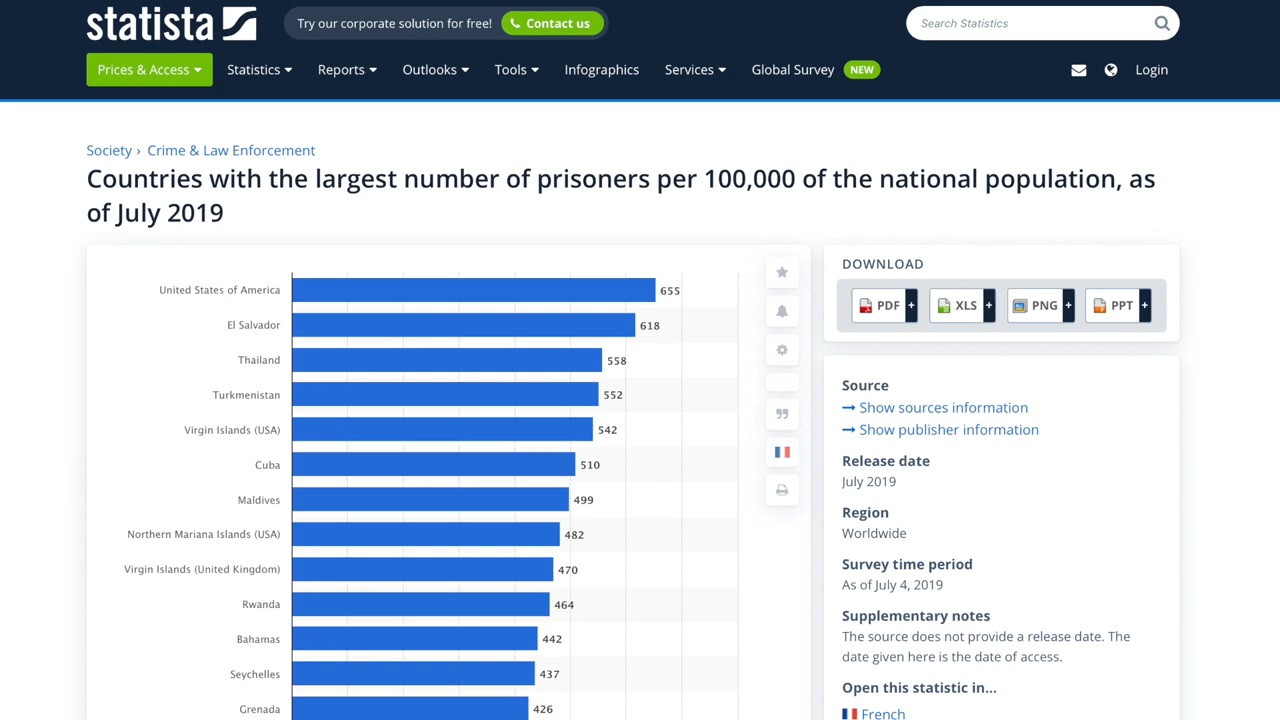 statista
Try our corporate solution for free!
Contact us
Search Statistics
Prices & Access
Statistics
Reports
Outlooks
Tools
Infographics
Services
Global Survey
NEW
Login
Society › Crime & Law Enforcement
Countries with the largest number of prisoners per 100,000 of the national population, as
of July 2019
United States of America 655
El Salvador 618
Thailand 558
Turkmenistan 552
Virgin Islands (USA) 542
Cuba 510
Maldives 499
Northern Mariana Islands (USA) 482
Virgin Islands (United Kingdom) 470
Rwanda 464
Bahamas 442
Seychelles 437
Grenada 426
DOWNLOAD
PDF +
XLS +
PNG +
PPT +
Source
Show sources information
Show publisher information
Release date
July 2019
Region
Worldwide
Survey time period
As of July 4, 2019
Supplementary notes
The source does not provide a release date. The
date given here is the date of access.
Open this statistic in...
French